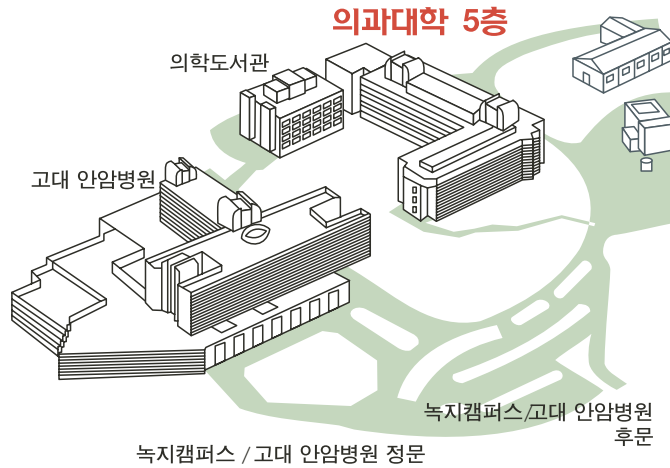 의과대학 5층
의학도서관
고대 안암병원
녹지캠퍼스/고대 안암병원
후문
녹지캠퍼스 / 고대 안암병원 정문